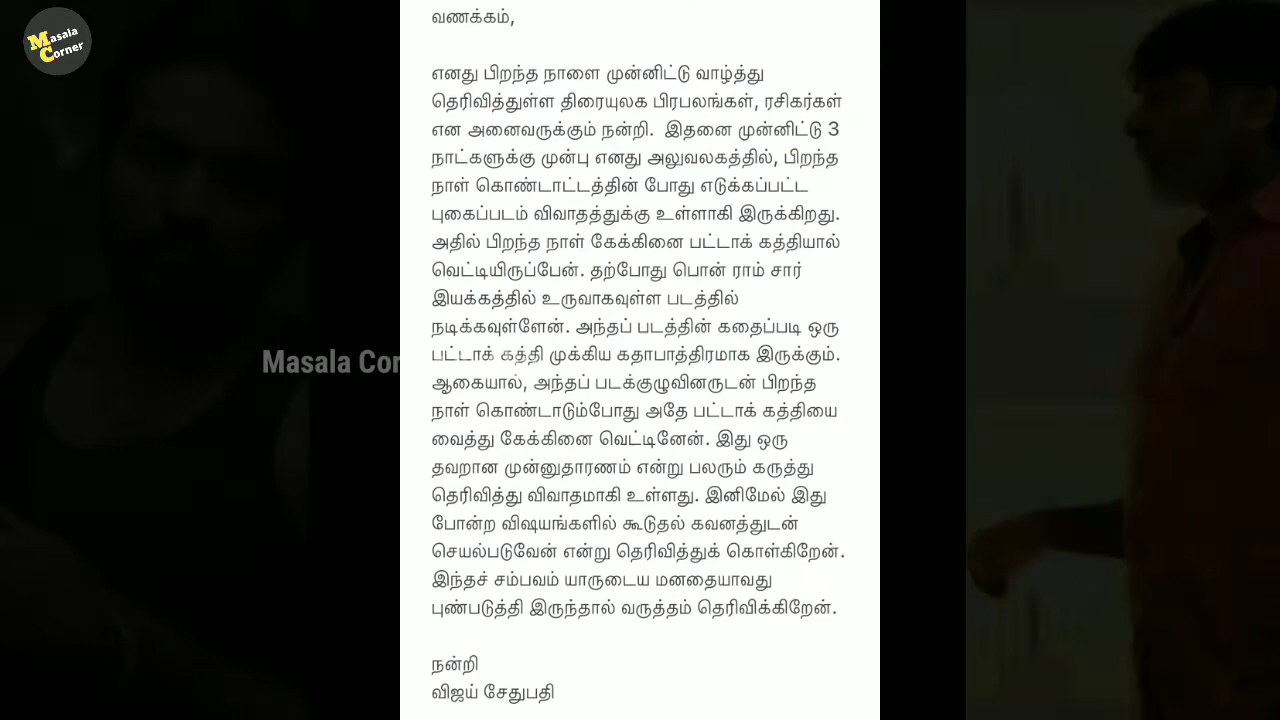 Masala
Corner
வணக்கம்,
எனது பிறந்த நாளை முன்னிட்டு வாழ்த்து
தெரிவித்துள்ள திரையுலக பிரபலங்கள், ரசிகர்கள்
என அனைவருக்கும் நன்றி. இதனை முன்னிட்டு 3
நாட்களுக்கு முன்பு எனது அலுவலகத்தில், பிறந்த
நாள் கொண்டாட்டத்தின் போது எடுக்கப்பட்ட
புகைப்படம் விவாதத்துக்கு உள்ளாகி இருக்கிறது.
அதில் பிறந்த நாள் கேக்கினை பட்டாக் கத்தியால்
வெட்டியிருப்பேன். தற்போது பொன் ராம் சார்
இயக்கத்தில் உருவாகவுள்ள படத்தில்
நடிக்கவுள்ளேன். அந்தப் படத்தின் கதைப்படி ஒரு
பட்டாக் கத்தி முக்கிய கதாபாத்திரமாக இருக்கும்.
ஆகையால், அந்தப் படக்குழுவினருடன் பிறந்த
நாள் கொண்டாடும்போது அதே பட்டாக் கத்தியை
வைத்து கேக்கினை வெட்டினேன். இது ஒரு
தவறான முன்னுதாரணம் என்று பலரும் கருத்து
தெரிவித்து விவாதமாகி உள்ளது. இனிமேல் இது
போன்ற விஷயங்களில் கூடுதல் கவனத்துடன்
செயல்படுவேன் என்று தெரிவித்துக் கொள்கிறேன்.
இந்தச் சம்பவம் யாருடைய மனதையாவது
புண்படுத்தி இருந்தால் வருத்தம் தெரிவிக்கிறேன்.
நன்றி
விஜய் சேதுபதி
Masala Cor